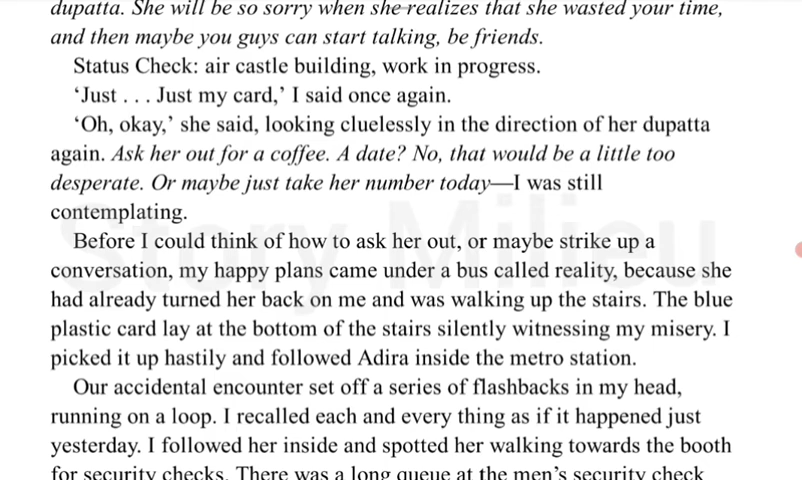 dupatta. She will be so sorry when she realizes that she wasted your time,
and then maybe you guys can start talking, be friends.
Status Check: air castle building, work in progress.
‘Just . . . Just my card,’ I said once again.
‘Oh, okay,’ she said, looking cluelessly in the direction of her dupatta
again. Ask her out for a coffee. A date? No, that would be a little too
desperate. Or maybe just take her number today—I was still
contemplating.
Before I could think of how to ask her out, or maybe strike up a
conversation, my happy plans came under a bus called reality, because she
had already turned her back on me and was walking up the stairs. The blue
plastic card lay at the bottom of the stairs silently witnessing my misery. I
picked it up hastily and followed Adira inside the metro station.
Our accidental encounter set off a series of flashbacks in my head,
running on a loop. I recalled each and every thing as if it happened just
yesterday. I followed her inside and spotted her walking towards the booth
for security checks. There was a long queue at the men’s security check
Story Milieu